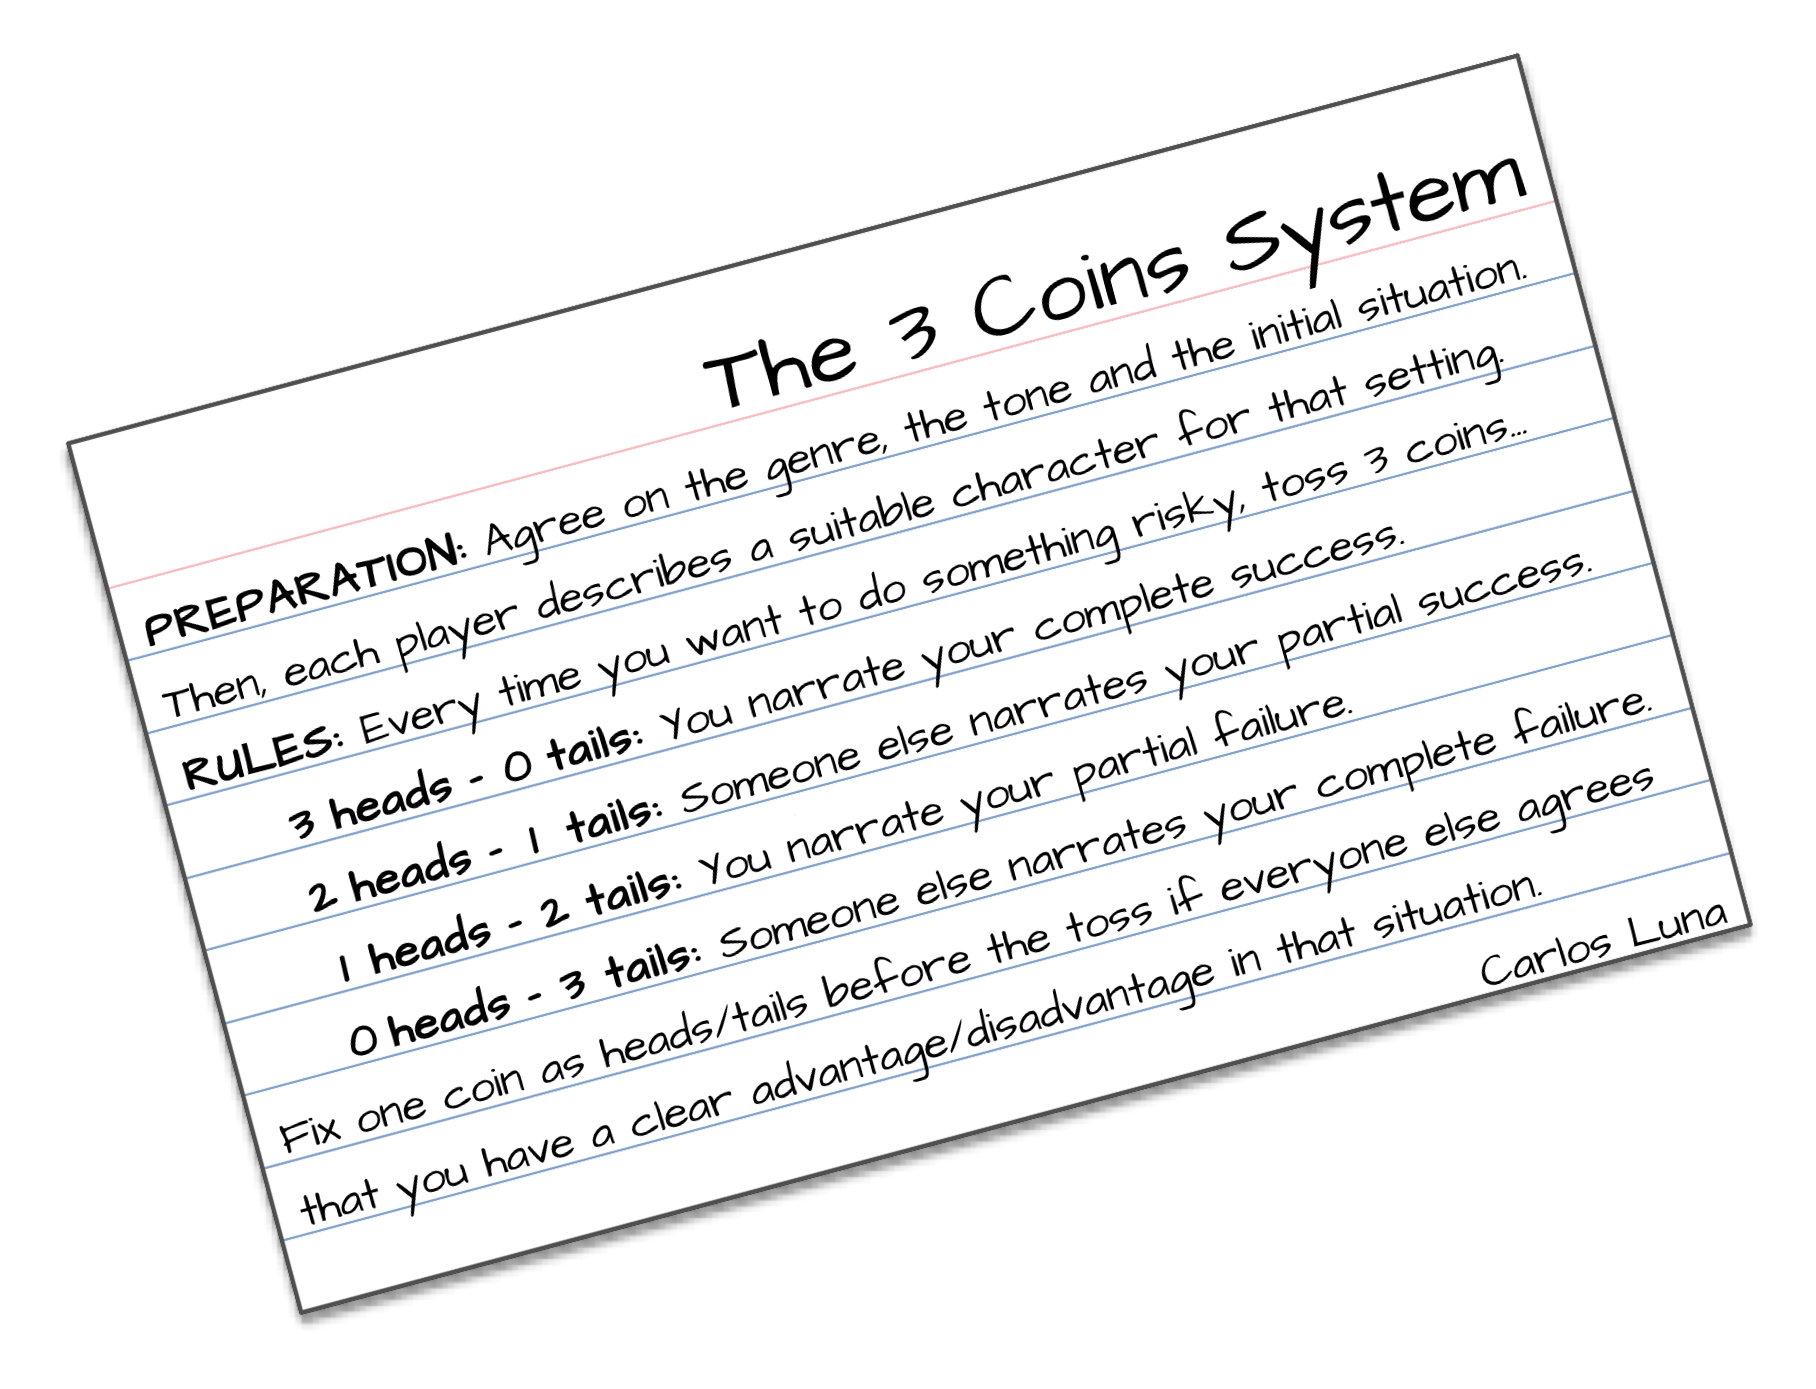 The 3 Coins System
PREPARATION: Agree on the genre, the tone and the initial situation.
Then, each player describes a suitable character for that setting.
RULES: Every time you want to do something risky, toss 3 coins...
3 heads - 0 tails: You narrate your complete success.
2 heads - 1 tails: Someone else narrates your partial success.
1 heads - 2 tails: You narrate your partial failure.
0 heads - 3 tails: Someone else narrates your complete failure.
Fix one coin as heads/tails before the toss if everyone else agrees
that you have a clear advantage/disadvantage in that situation.
Carlos Luna